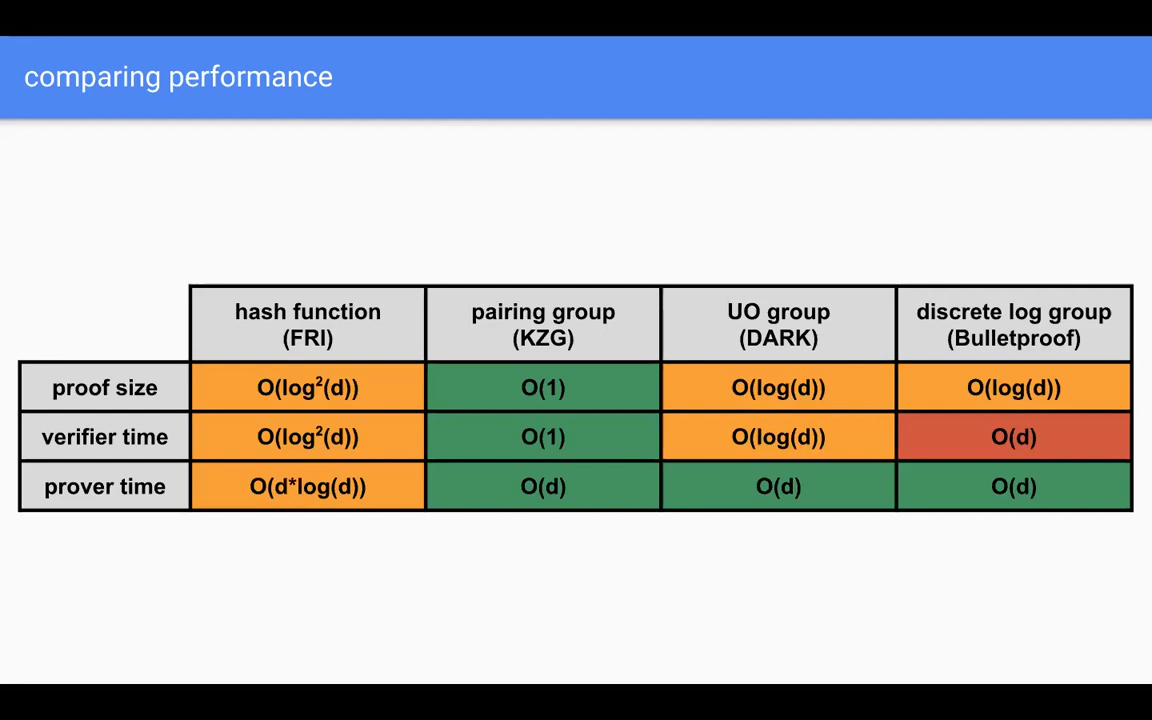 comparing performance
hash function
(FRI)
pairing group
(KZG)
UO group
(DARK)
discrete log group
(Bulletproof)
proof size
O(log²(d))
O(1)
O(log(d))
O(log(d))
verifier time
O(log²(d))
O(1)
O(log(d))
O(d)
prover time
O(d*log(d))
O(d)
O(d)
O(d)